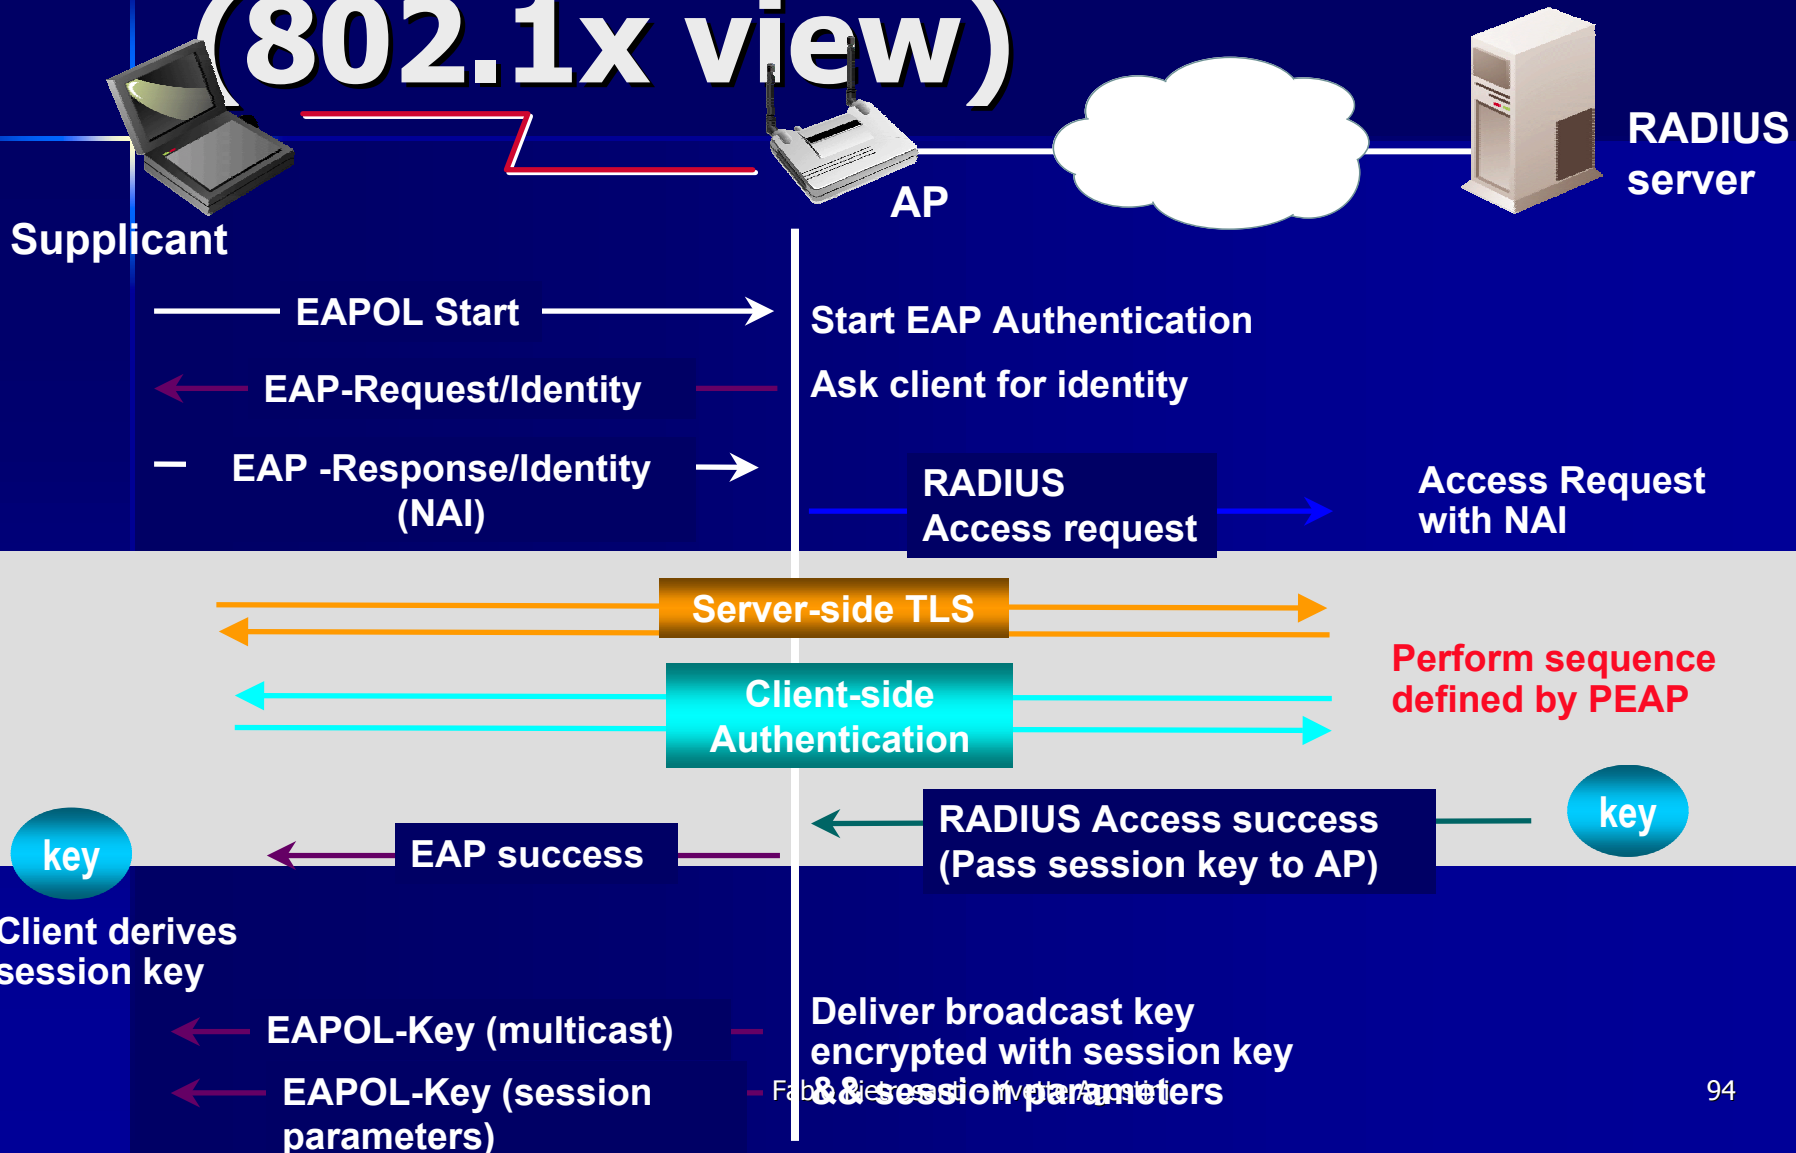 (802.1x view)
RADIUS
server
AP
Supplicant
EAPOL Start
Start EAP Authentication
EAP-Request/Identity
Ask client for identity
EAP -Response/Identity
(NAI)
RADIUS
Access request
Access Request
with NAI
Server-side TLS
Perform sequence
defined by PEAP
Client-side
Authentication
key
RADIUS Access success
(Pass session key to AP)
EAP success
key
Client derives
session key
Deliver broadcast key
encrypted with session key
&& session parameters
EAPOL-Key (multicast)
EAPOL-Key (session
parameters)
94